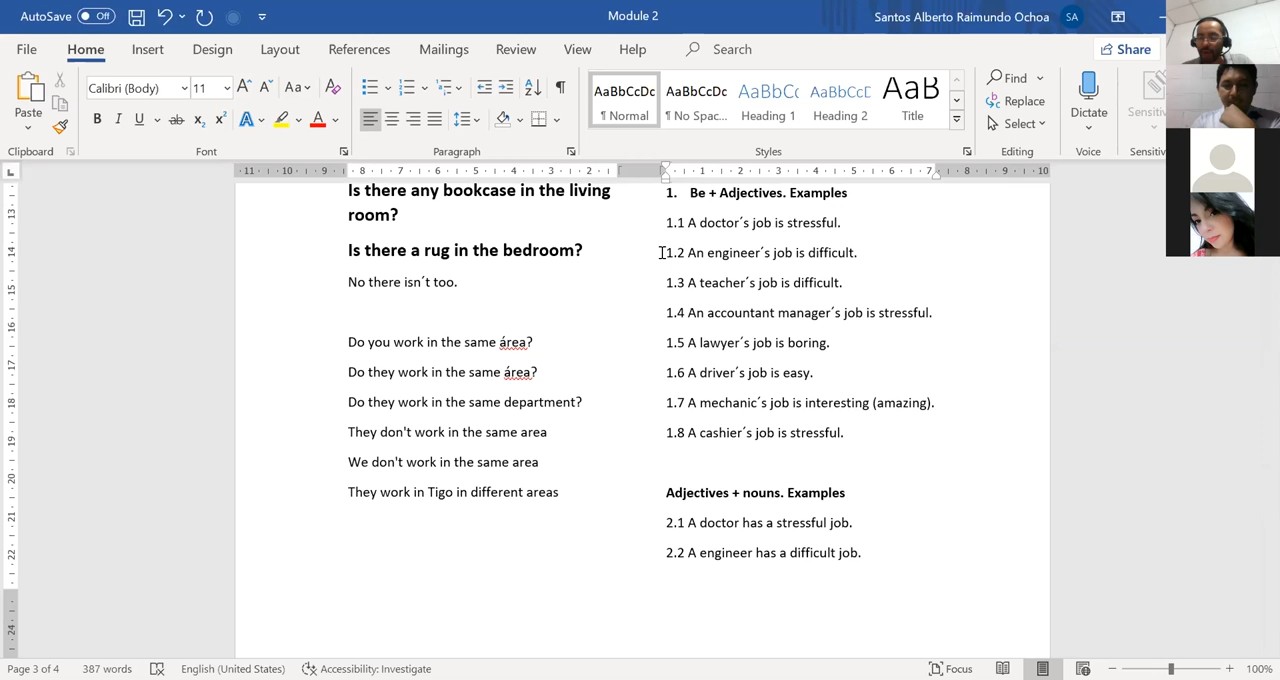 AutoSave Off
Module 2
Santos Alberto Raimundo Ochoa SA
File Home Insert Design Layout References Mailings Review View Help Search Share
Paste
Calibri (Body) 11
Aa
AaBbCcDc AaBbCcDc AaBbCc AaBbCcD AaB
¶ Normal ¶ No Spac... Heading 1 Heading 2 Title
Find
Replace
Select
Dictate
Sensitiv
Clipboard Font Paragraph Styles Editing Voice Sensitiv
Is there any bookcase in the living
room?
Is there a rug in the bedroom?
No there isn´t too.
Do you work in the same área?
Do they work in the same área?
Do they work in the same department?
They don't work in the same area
We don't work in the same area
They work in Tigo in different areas
1. Be + Adjectives. Examples
1.1 A doctor´s job is stressful.
1.2 An engineer´s job is difficult.
1.3 A teacher´s job is difficult.
1.4 An accountant manager´s job is stressful.
1.5 A lawyer´s job is boring.
1.6 A driver´s job is easy.
1.7 A mechanic´s job is interesting (amazing).
1.8 A cashier´s job is stressful.
Adjectives + nouns. Examples
2.1 A doctor has a stressful job.
2.2 A engineer has a difficult job.
Page 3 of 4 387 words English (United States) Accessibility: Investigate Focus 100%